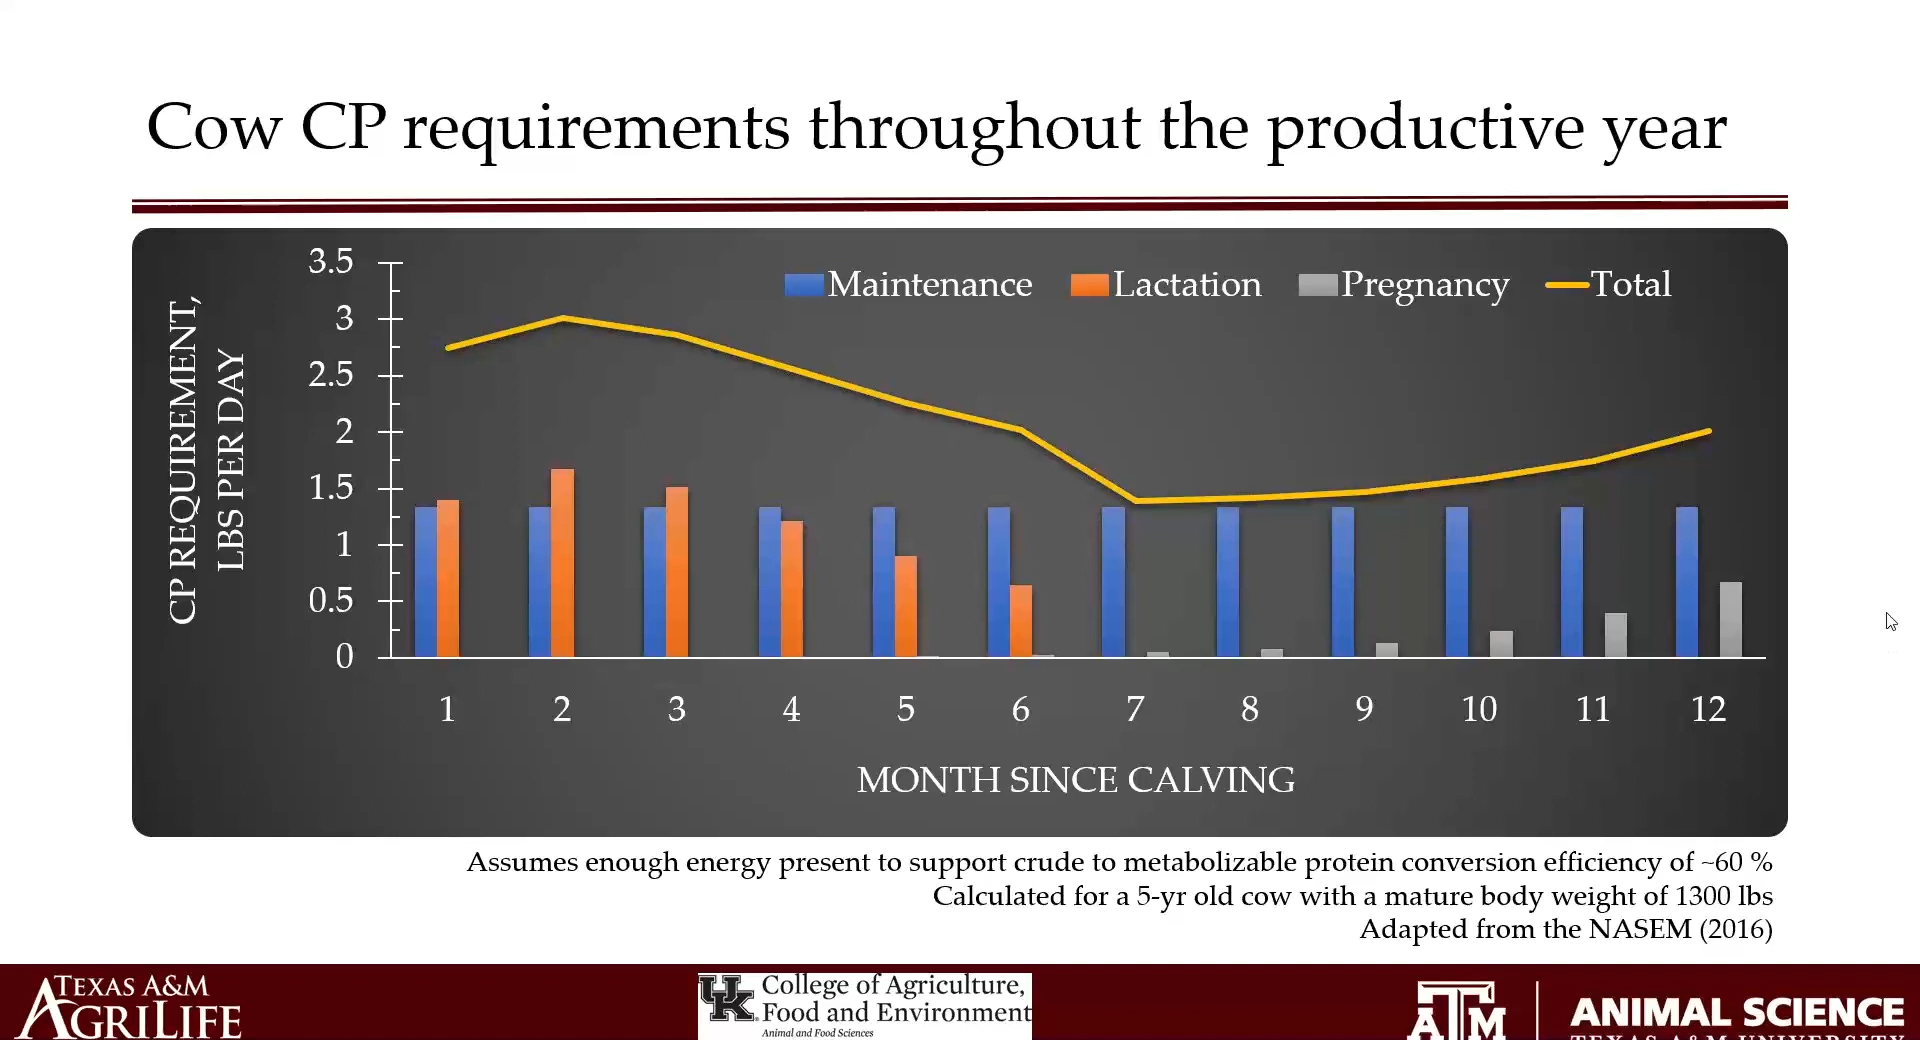 Cow CP requirements throughout the productive year
Maintenance Lactation Pregnancy Total
CP REQUIREMENT,
LBS PER DAY
3.5
3
2.5
2
1.5
1
0.5
0
1 2 3 4 5 6 7 8 9 10 11 12
MONTH SINCE CALVING
Assumes enough energy present to support crude to metabolizable protein conversion efficiency of ~60 %
Calculated for a 5-yr old cow with a mature body weight of 1300 lbs
Adapted from the NASEM (2016)
TEXAS A&M
AGRILIFE
UK
College of Agriculture,
Food and Environment
Animal and Food Sciences
ATM
ANIMAL SCIENCE
TEXAS A&M UNIVERSITY